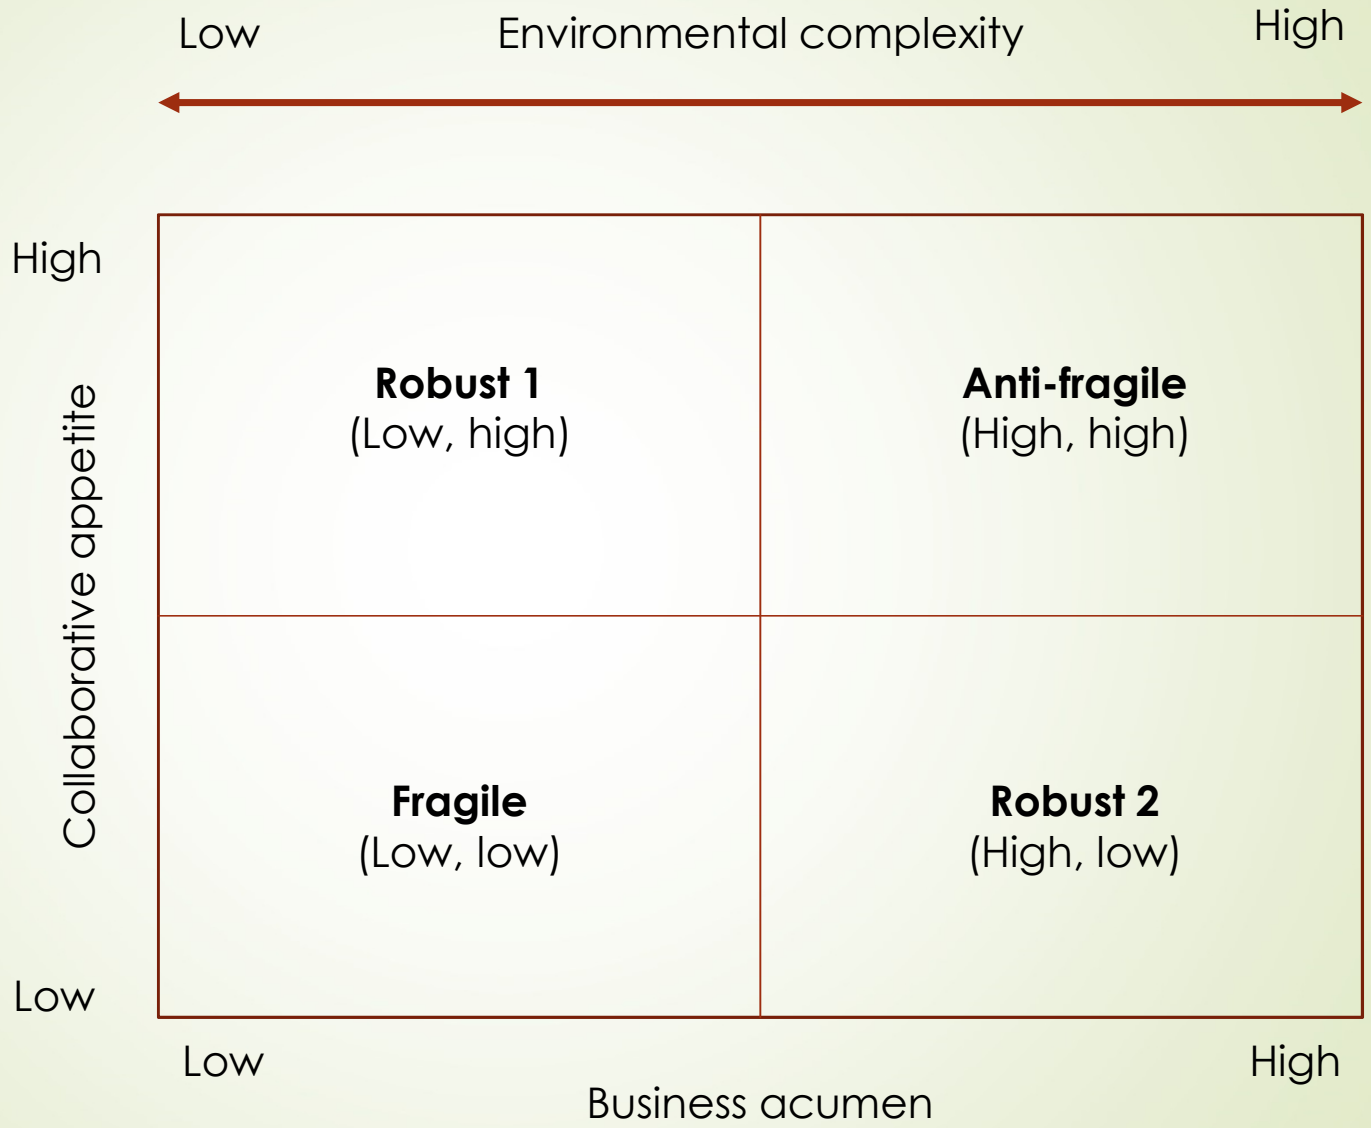 Low
Environmental complexity
High
High
Robust 1
(Low, high)
Anti-fragile
(High, high)
Collaborative appetite
Fragile
(Low, low)
Robust 2
(High, low)
Low
Low
High
Business acumen